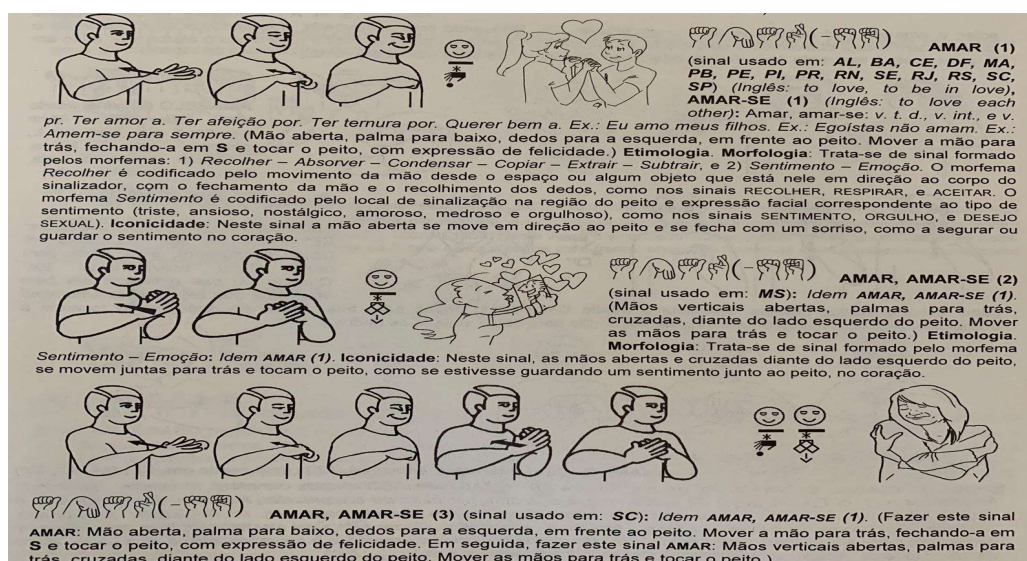 AMAR (1)
(sinal usado em: AL, BA, CE, DF, MA,
PB, PE, PI, PR, RN, SE, RJ, RS, SC,
SP) (Inglês: to love, to be in love),
AMAR-SE (1) (Inglês: to love each
other): Amar, amar-se: v. t. d., v. int., e v.
pr. Ter amor a. Ter afeição por. Ter ternura por. Querer bem a. Ex.: Eu amo meus filhos. Ex.: Egoístas não amam. Ex.:
Amem-se para sempre. (Mão aberta, palma para baixo, dedos para a esquerda, em frente ao peito. Mover a mão para
trás, fechando-a em S e tocar o peito, com expressão de felicidade.) Etimologia. Morfologia: Trata-se de sinal formado
pelos morfemas: 1) Recolher – Absorver – Condensar – Copiar – Extrair – Subtrair, e 2) Sentimento – Emoção. O morfema
Recolher é codificado pelo movimento da mão desde o espaço ou algum objeto que está nele em direção ao corpo do
sinalizador, com o fechamento da mão e o recolhimento dos dedos, como nos sinais RECOLHER, RESPIRAR, e ACEITAR. O
morfema Sentimento é codificado pelo local de sinalização na região do peito e expressão facial correspondente ao tipo de
sentimento (triste, ansioso, nostálgico, amoroso, medroso e orgulhoso), como nos sinais SENTIMENTO, ORGULHO, e DESEJO
SEXUAL). Iconicidade: Neste sinal a mão aberta se move em direção ao peito e se fecha com um sorriso, como a segurar ou
guardar o sentimento no coração.
AMAR, AMAR-SE (2)
(sinal usado em: MS): Idem AMAR, AMAR-SE (1).
(Mãos verticais abertas, palmas para trás,
cruzadas, diante do lado esquerdo do peito. Mover
as mãos para trás e tocar o peito.) Etimologia.
Morfologia: Trata-se de sinal formado pelo morfema
Sentimento – Emoção: Idem AMAR (1). Iconicidade: Neste sinal, as mãos abertas e cruzadas diante do lado esquerdo do peito,
se movem juntas para trás e tocam o peito, como se estivesse guardando um sentimento junto ao peito, no coração.
AMAR, AMAR-SE (3) (sinal usado em: SC): Idem AMAR, AMAR-SE (1). (Fazer este sinal
AMAR: Mão aberta, palma para baixo, dedos para a esquerda, em frente ao peito. Mover a mão para trás, fechando-a em
S e tocar o peito, com expressão de felicidade. Em seguida, fazer este sinal AMAR: Mãos verticais abertas, palmas para
trás, cruzadas, diante do lado esquerdo do peito. Mover as mãos para trás e tocar o peito.)